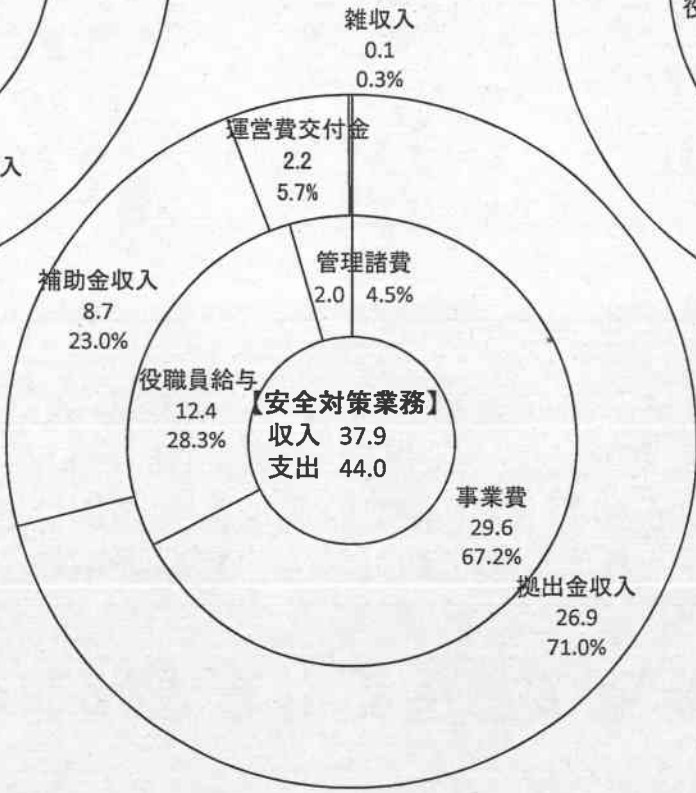 雑収入
0.1
0.3%
運営費交付金
2.2
5.7%
入
管理諸費
2.0 4.5%
補助金収入
8.7
23.0%
役職員給与
12.4
28.3%
【安全対策業務】
収入 37.9
支出 44.0
事業費
29.6
67.2%
拠出金収入
26.9
71.0%